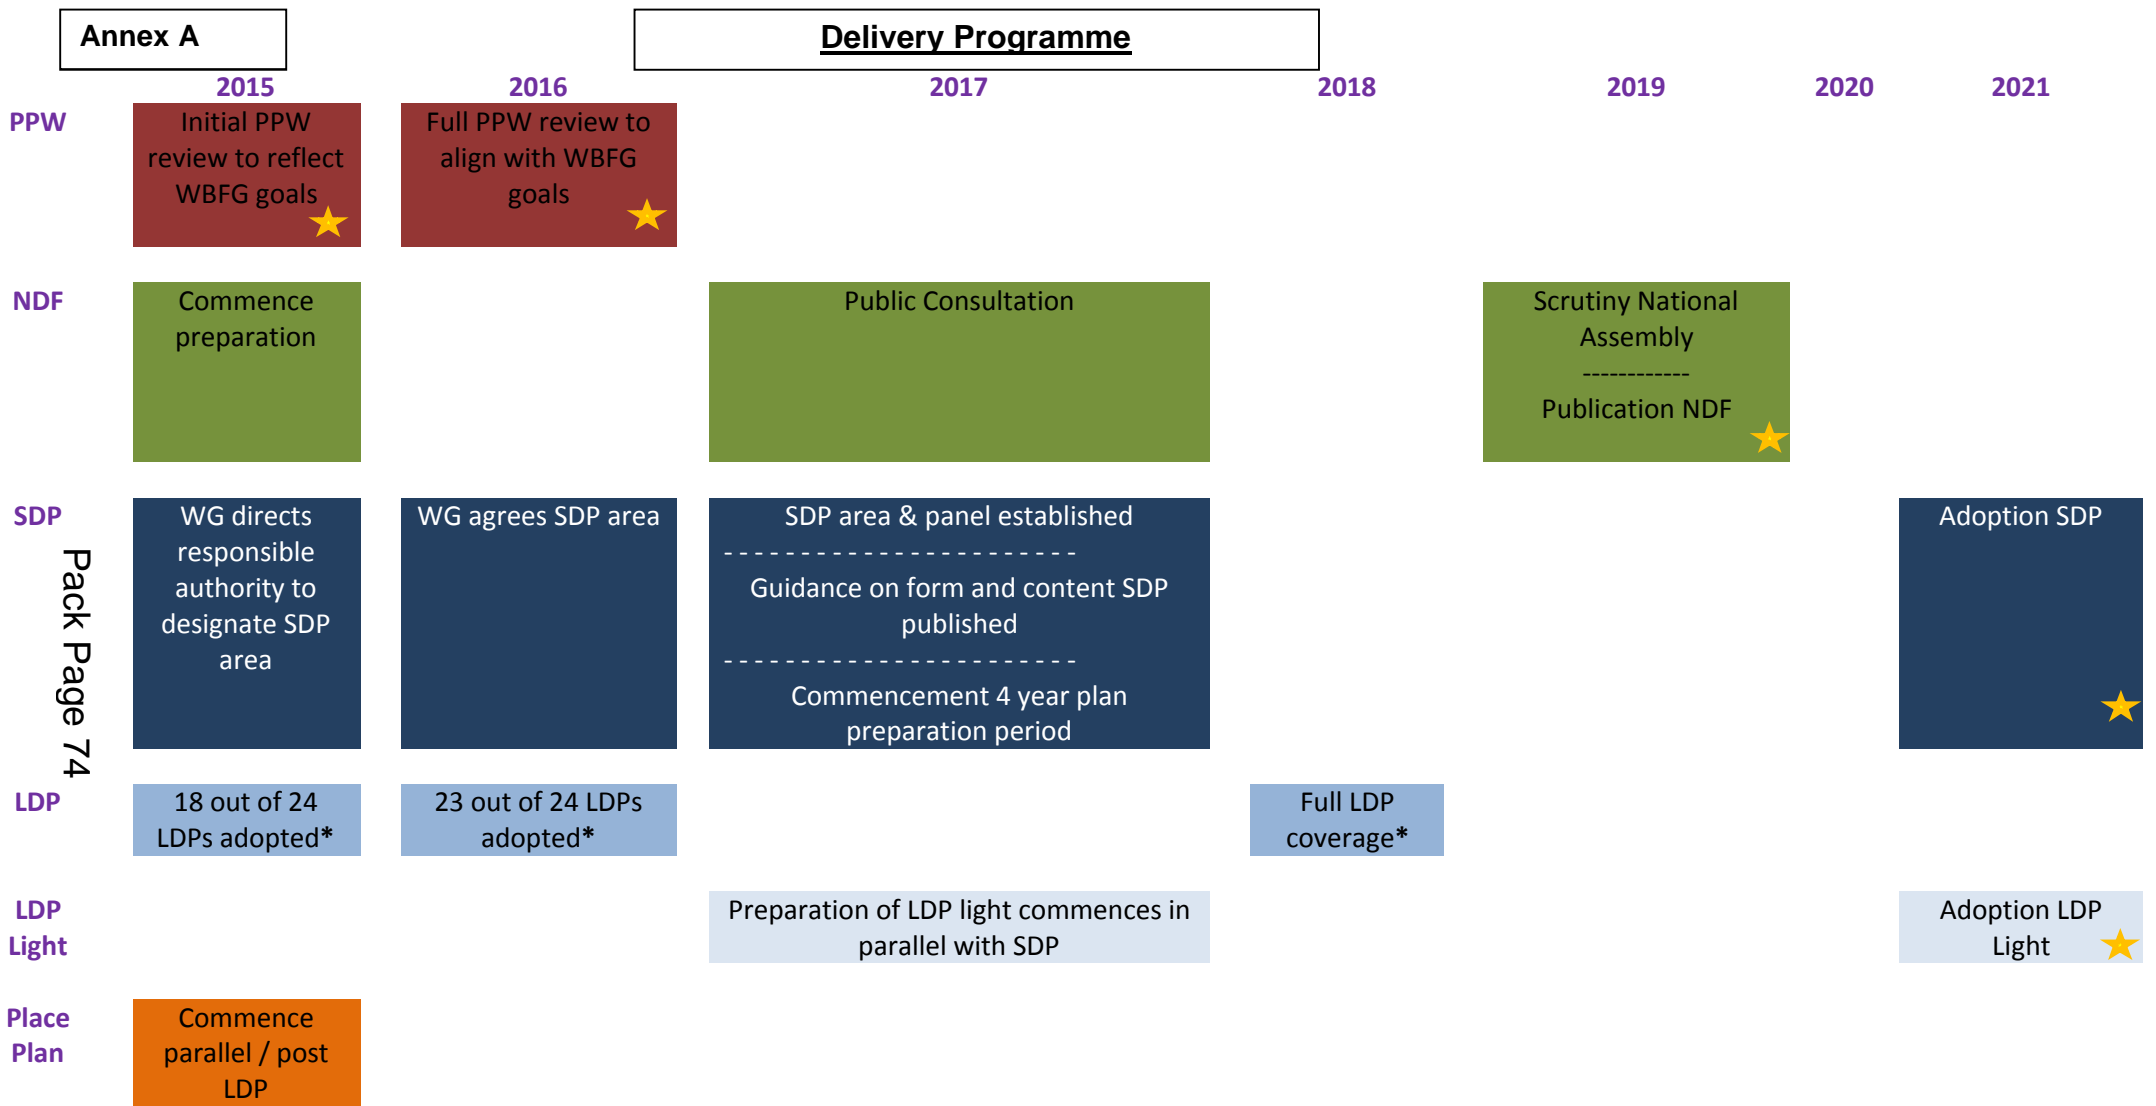 Annex A
Delivery Programme
2015 2016 2017 2018 2019 2020 2021
PPW
Initial PPW
review to reflect
WBFG goals
Full PPW review to
align with WBFG
goals
NDF
Commence
preparation
Public Consultation
Scrutiny National
Assembly
------------
Publication NDF
SDP
WG directs
responsible
authority to
designate SDP
area
WG agrees SDP area
SDP area & panel established
- - - - - - - - - - - - - - - - - - - - - - -
Guidance on form and content SDP
published
- - - - - - - - - - - - - - - - - - - - - - -
Commencement 4 year plan
preparation period
Adoption SDP
Pack Page 74
LDP
18 out of 24
LDPs adopted*
23 out of 24 LDPs
adopted*
Full LDP
coverage*
LDP
Light
Preparation of LDP light commences in
parallel with SDP
Adoption LDP
Light
Place
Plan
Commence
parallel / post
LDP